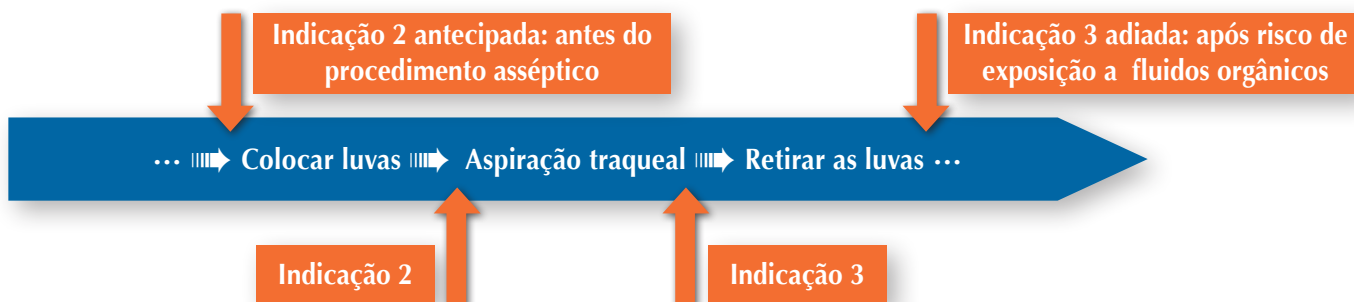 Indicação 2 antecipada: antes do
procedimento asséptico
Indicação 3 adiada: após risco de
exposição a fluidos orgânicos
... Colocar luvas Aspiração traqueal Retirar as luvas ...
Indicação 2
Indicação 3